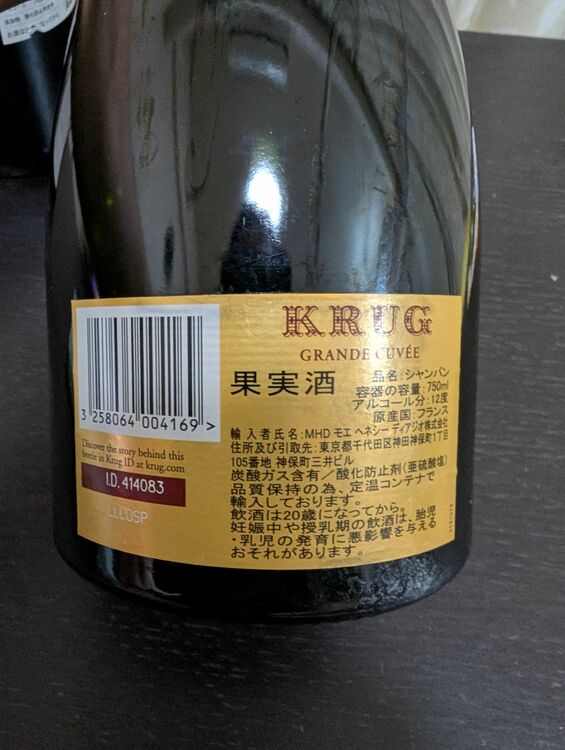 お酒は
KRUG
GRANDE CUVÉE
果実酒
品名:シャンパン
容器の容量:750ml
アルコール分:12度
原産国:フランス
3 258064 004169 >
輸入者氏名:MHD モエ ヘネシー ディアジオ株式会社
住所及び引取先:東京都千代田区神田神保町1丁目
105番地 神保町三井ビル
炭酸ガス含有/酸化防止剤(亜硫酸塩)
品質保持の為、定温コンテナで
輸入しております。
飲酒は20歳になってから。
妊娠中や授乳期の飲酒は、胎児
・乳児の発育に悪影響を与える
おそれがあります。
Discover the story behind this
bottle in Krug ID at krug.com
I.D. 414083
LLLOSP